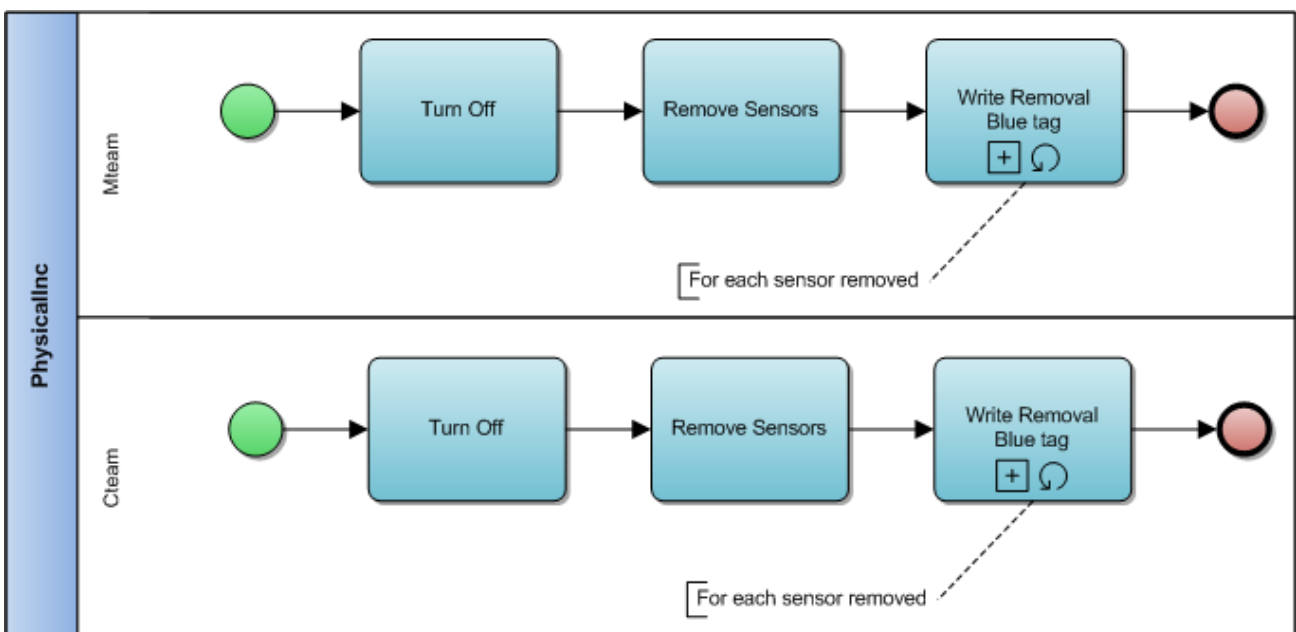 PhysicalInc
Mteam
Turn Off
Remove Sensors
Write Removal
Blue tag
For each sensor removed
Cteam
Turn Off
Remove Sensors
Write Removal
Blue tag
For each sensor removed